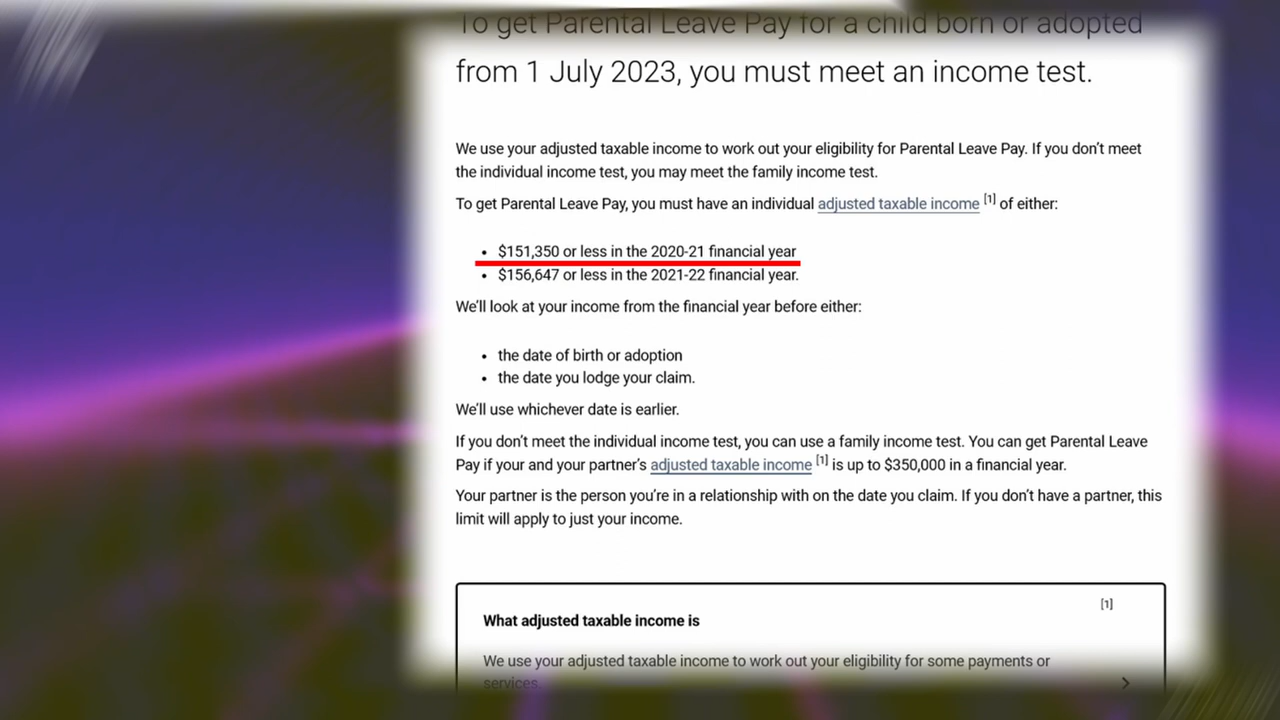 To get Parental Leave Pay for a child born or adopted
from 1 July 2023, you must meet an income test.
We use your adjusted taxable income to work out your eligibility for Parental Leave Pay. If you don’t meet
the individual income test, you may meet the family income test.
To get Parental Leave Pay, you must have an individual adjusted taxable income [1] of either:
• $151,350 or less in the 2020-21 financial year
• $156,647 or less in the 2021-22 financial year.
We’ll look at your income from the financial year before either:
• the date of birth or adoption
• the date you lodge your claim.
We’ll use whichever date is earlier.
If you don’t meet the individual income test, you can use a family income test. You can get Parental Leave
Pay if your and your partner’s adjusted taxable income [1] is up to $350,000 in a financial year.
Your partner is the person you’re in a relationship with on the date you claim. If you don’t have a partner, this
limit will apply to just your income.
[1]
What adjusted taxable income is
We use your adjusted taxable income to work out your eligibility for some payments or
services.